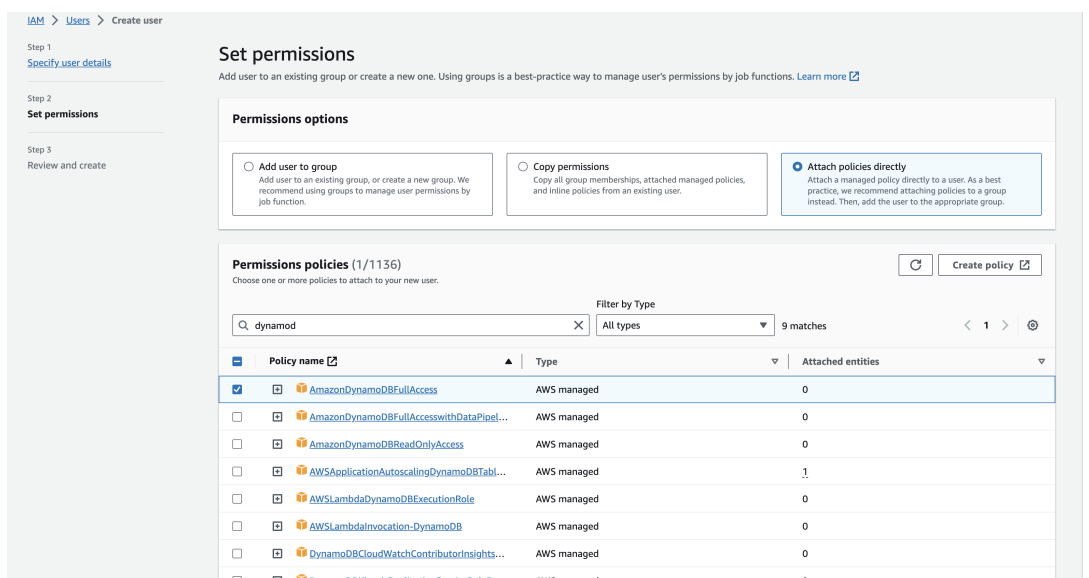 IAM > Users > Create user
Step 1
Specify user details
Step 2
Set permissions
Step 3
Review and create
Set permissions
Add user to an existing group or create a new one. Using groups is a best-practice way to manage user's permissions by job functions. Learn more
Permissions options
Add user to group
Add user to an existing group, or create a new group. We
recommend using groups to manage user permissions by
job function.
Copy permissions
Copy all group memberships, attached managed policies,
and inline policies from an existing user.
Attach policies directly
Attach a managed policy directly to a user. As a best
practice, we recommend attaching policies to a group
instead. Then, add the user to the appropriate group.
Permissions policies (1/1136)
Choose one or more policies to attach to your new user.
Create policy
Filter by Type
dynamod
All types
9 matches
1
Policy name Type Attached entities
AmazonDynamoDBFullAccess AWS managed 0
AmazonDynamoDBFullAccesswithDataPipel... AWS managed 0
AmazonDynamoDBReadOnlyAccess AWS managed 0
AWSApplicationAutoscalingDynamoDBTabl... AWS managed 1
AWSLambdaDynamoDBExecutionRole AWS managed 0
AWSLambdaInvocation-DynamoDB AWS managed 0
DynamoDBCloudWatchContributorInsights... AWS managed 0